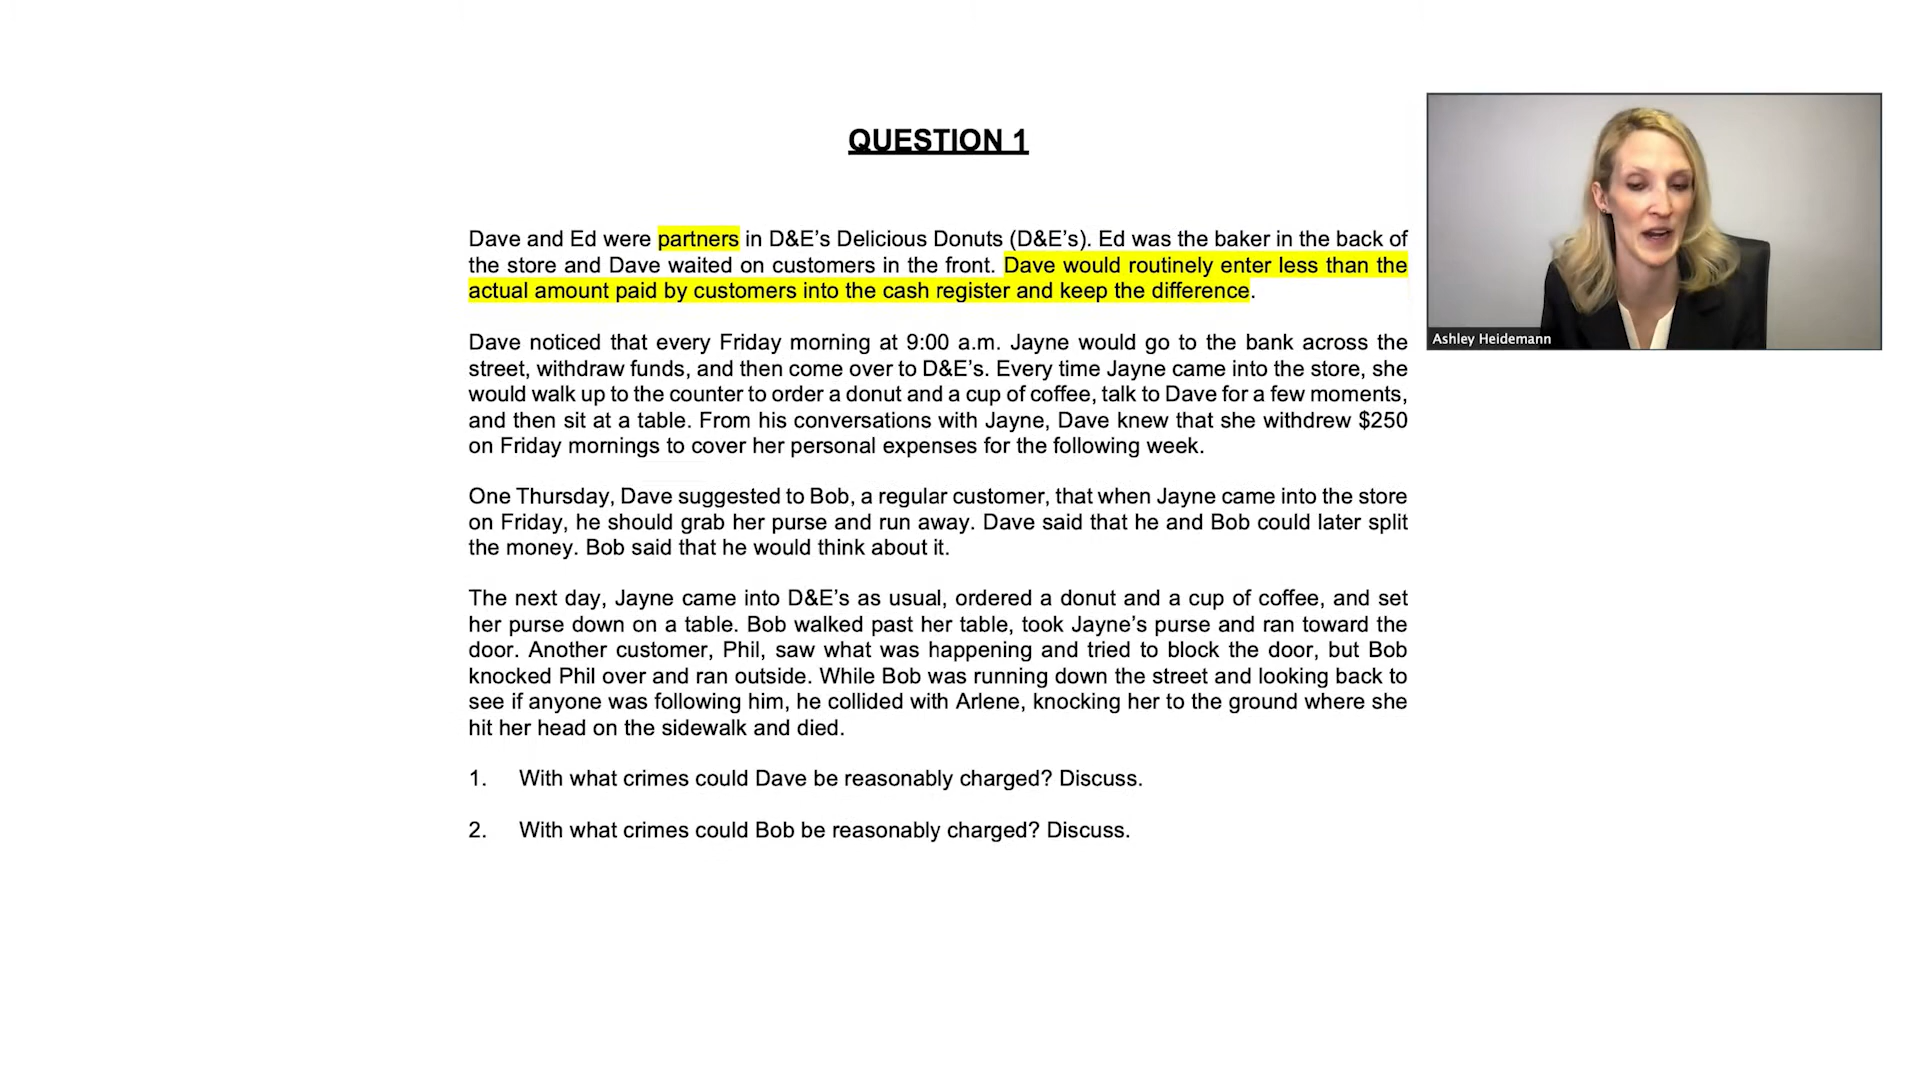 QUESTION 1
Dave and Ed were partners in D&E’s Delicious Donuts (D&E’s). Ed was the baker in the back of
the store and Dave waited on customers in the front. Dave would routinely enter less than the
actual amount paid by customers into the cash register and keep the difference.
Dave noticed that every Friday morning at 9:00 a.m. Jayne would go to the bank across the
street, withdraw funds, and then come over to D&E’s. Every time Jayne came into the store, she
would walk up to the counter to order a donut and a cup of coffee, talk to Dave for a few moments,
and then sit at a table. From his conversations with Jayne, Dave knew that she withdrew $250
on Friday mornings to cover her personal expenses for the following week.
One Thursday, Dave suggested to Bob, a regular customer, that when Jayne came into the store
on Friday, he should grab her purse and run away. Dave said that he and Bob could later split
the money. Bob said that he would think about it.
The next day, Jayne came into D&E’s as usual, ordered a donut and a cup of coffee, and set
her purse down on a table. Bob walked past her table, took Jayne’s purse and ran toward the
door. Another customer, Phil, saw what was happening and tried to block the door, but Bob
knocked Phil over and ran outside. While Bob was running down the street and looking back to
see if anyone was following him, he collided with Arlene, knocking her to the ground where she
hit her head on the sidewalk and died.
1. With what crimes could Dave be reasonably charged? Discuss.
2. With what crimes could Bob be reasonably charged? Discuss.
Ashley Heidemann